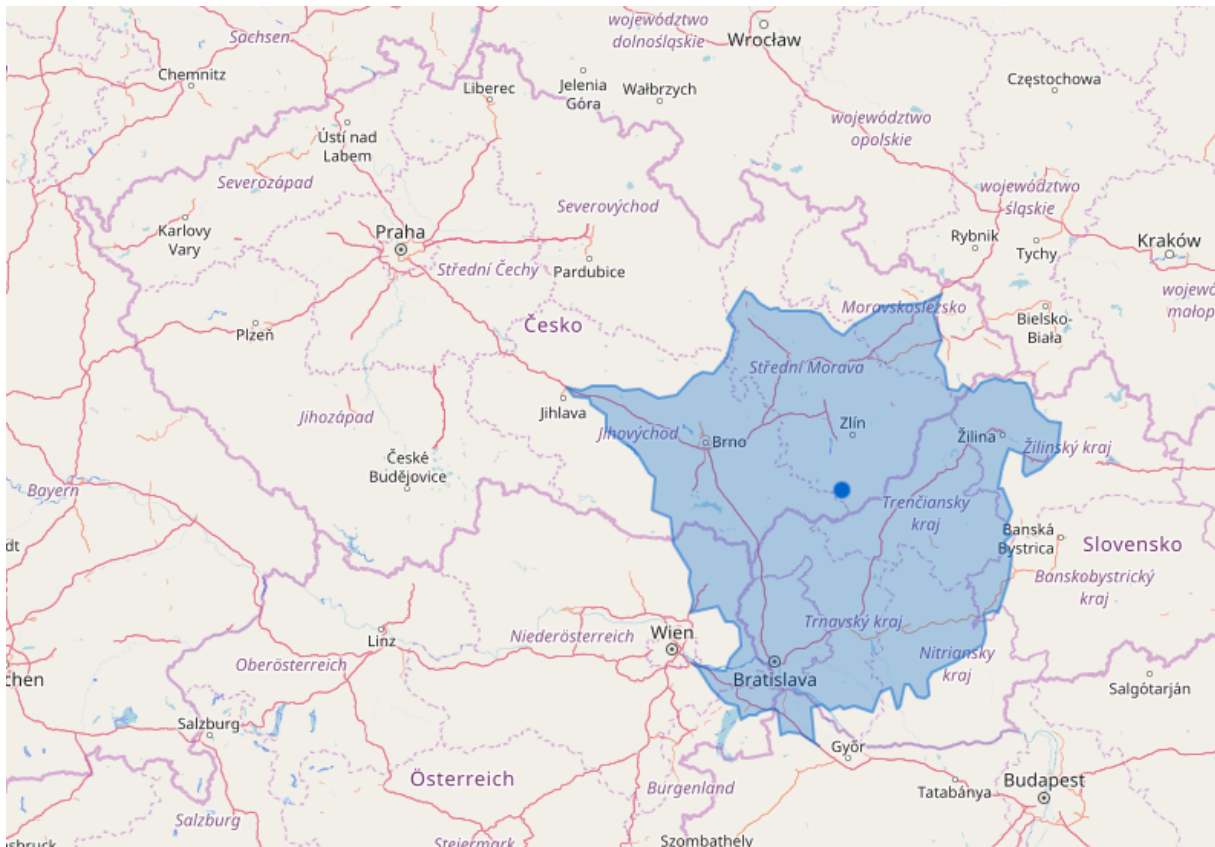 województwo
dolnośląskie
Wrocław
Sachsen
Chemnitz
Liberec
Jelenia
Góra
Wałbrzych
Częstochowa
województwo
opolskie
Ústí nad
Labem
Severozápad
województwo
śląskie
Karlovy
Vary
Praha
Severovýchod
Rybnik
Tychy
Kraków
Střední Čechy
Pardubice
wojewó
małop
Moravskoslezsko
Plzeň
Česko
Bielsko-
Biała
Střední Morava
Jihlava
Jihozápad
Jihovýchod
Brno
Zlín
Žilina
Žilinský kraj
České
Budějovice
Bayern
Trenčiansky
kraj
Banská
Bystrica
Slovensko
dt
Banskobystrický
kraj
Linz
Niederösterreich
Wien
Trnavský kraj
Oberösterreich
Nitriansky
kraj
chen
Bratislava
Salgótarján
Salzburg
Győr
Österreich
Burgenland
Tatabánya
Budapest
Salzburg
Steiermark
Szombathely
sbruck